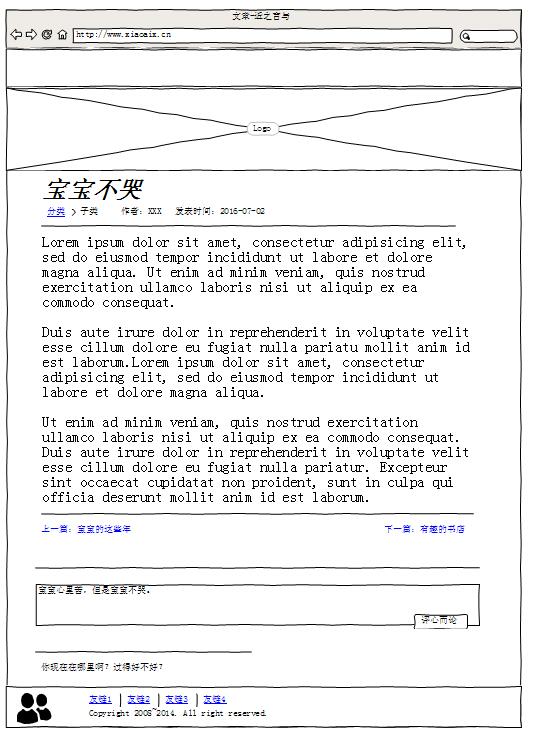 文章-近之言与
http://www.xiaoaix.cn
Logo
宝宝不哭
分类 > 子类 作者: XXX 发表时间: 2016-07-02
Lorem ipsum dolor sit amet, consectetur adipisicing elit,
sed do eiusmod tempor incididunt ut labore et dolore
magna aliqua. Ut enim ad minim veniam, quis nostrud
exercitation ullamco laboris nisi ut aliquip ex ea
commodo consequat.
Duis aute irure dolor in reprehenderit in voluptate velit
esse cillum dolore eu fugiat nulla pariatu mollit anim id
est laborum.Lorem ipsum dolor sit amet, consectetur
adipisicing elit, sed do eiusmod tempor incididunt ut
labore et dolore magna aliqua.
Ut enim ad minim veniam, quis nostrud exercitation
ullamco laboris nisi ut aliquip ex ea commodo consequat.
Duis aute irure dolor in reprehenderit in voluptate velit
esse cillum dolore eu fugiat nulla pariatur. Excepteur
sint occaecat cupidatat non proident, sunt in culpa qui
officia deserunt mollit anim id est laborum.
上一篇: 宝宝的这些年 下一篇: 有趣的书店
宝宝心里苦，但是宝宝不哭。
评心而论
你现在在哪里啊? 过得好不好?
友链1 友链2 友链3 友链4
Copyright 2008~2014. All right reserved.